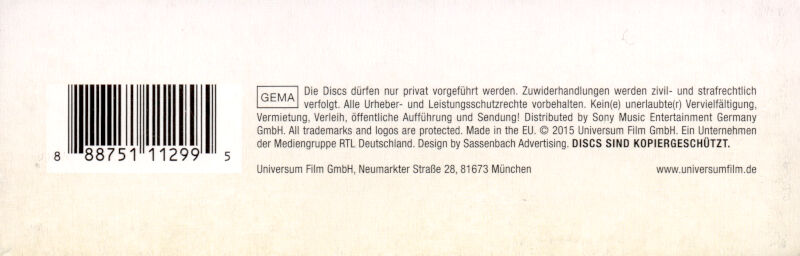 GEMA Die Discs dürfen nur privat vorgeführt werden. Zuwiderhandlungen werden zivil- und strafrechtlich
verfolgt. Alle Urheber- und Leistungsschutzrechte vorbehalten. Kein(e) unerlaubte(r) Vervielfältigung,
Vermietung, Verleih, öffentliche Aufführung und Sendung! Distributed by Sony Music Entertainment Germany
GmbH. All trademarks and logos are protected. Made in the EU. © 2015 Universum Film GmbH. Ein Unternehmen
der Mediengruppe RTL Deutschland. Design by Sassenbach Advertising. DISCS SIND KOPIERGESCHÜTZT.
8 88751 11299 5
Universum Film GmbH, Neumarkter Straße 28, 81673 München www.universumfilm.de